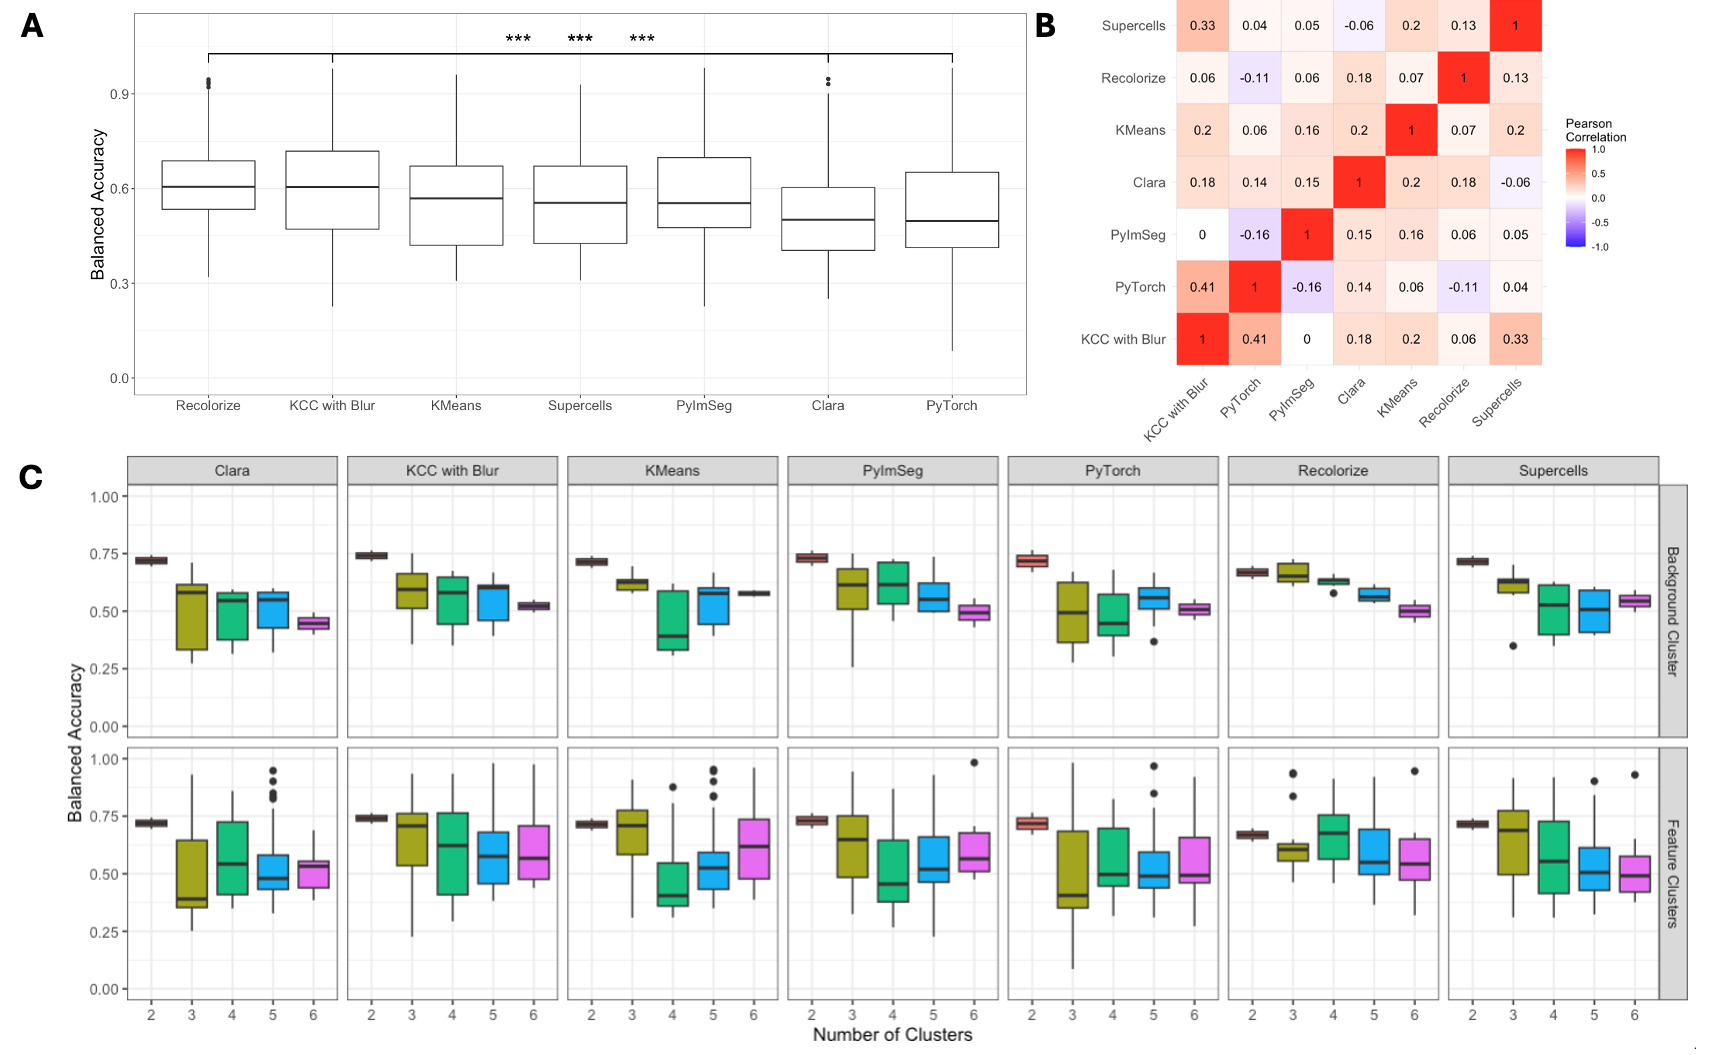 A
*** *** ***
Balanced Accuracy
0.9
0.6
0.3
0.0
Recolorize KCC with Blur KMeans Supercells PyImSeg Clara PyTorch
B
Supercells 0.33 0.04 0.05 -0.06 0.2 0.13 1
Recolorize 0.06 -0.11 0.06 0.18 0.07 1 0.13
KMeans 0.2 0.06 0.16 0.2 1 0.07 0.2
Clara 0.18 0.14 0.15 1 0.2 0.18 -0.06
PyImSeg 0 -0.16 1 0.15 0.16 0.06 0.05
PyTorch 0.41 1 -0.16 0.14 0.06 -0.11 0.04
KCC with Blur 1 0.41 0 0.18 0.2 0.06 0.33
KCC with Blur PyTorch PyImSeg Clara KMeans Recolorize Supercells
Pearson
Correlation
1.0
0.5
0.0
-0.5
-1.0
C
Clara KCC with Blur KMeans PyImSeg PyTorch Recolorize Supercells
Balanced Accuracy
1.00
0.75
0.50
0.25
0.00
Background Cluster
1.00
0.75
0.50
0.25
0.00
Feature Clusters
2 3 4 5 6 2 3 4 5 6 2 3 4 5 6 2 3 4 5 6 2 3 4 5 6 2 3 4 5 6 2 3 4 5 6
Number of Clusters